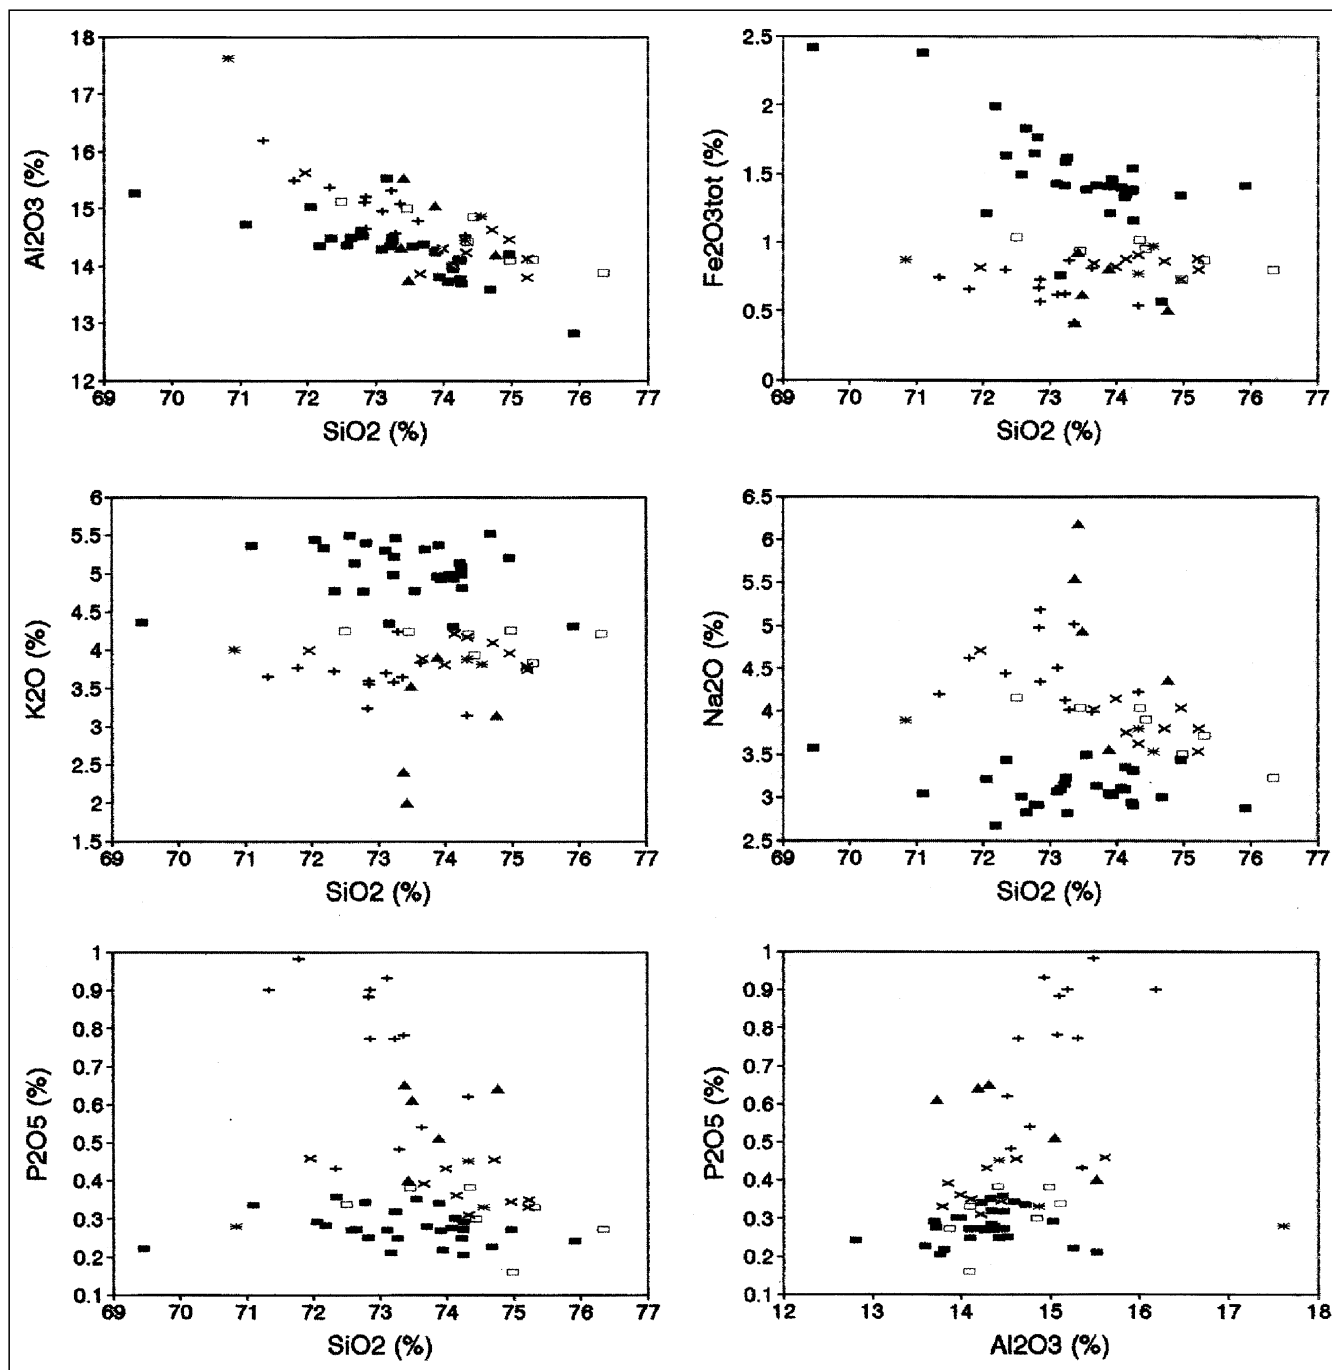 18
17
16
15
14
13
12
Al2O3 (%)
69 70 71 72 73 74 75 76 77
SiO2 (%)
2.5
2
1.5
1
0.5
0
Fe2O3tot (%)
69 70 71 72 73 74 75 76 77
SiO2 (%)
6
5.5
5
4.5
4
3.5
3
2.5
2
1.5
K2O (%)
69 70 71 72 73 74 75 76 77
SiO2 (%)
6.5
6
5.5
5
4.5
4
3.5
3
2.5
Na2O (%)
69 70 71 72 73 74 75 76 77
SiO2 (%)
1
0.9
0.8
0.7
0.6
0.5
0.4
0.3
0.2
0.1
P2O5 (%)
69 70 71 72 73 74 75 76 77
SiO2 (%)
1
0.9
0.8
0.7
0.6
0.5
0.4
0.3
0.2
0.1
P2O5 (%)
12 13 14 15 16 17 18
Al2O3 (%)